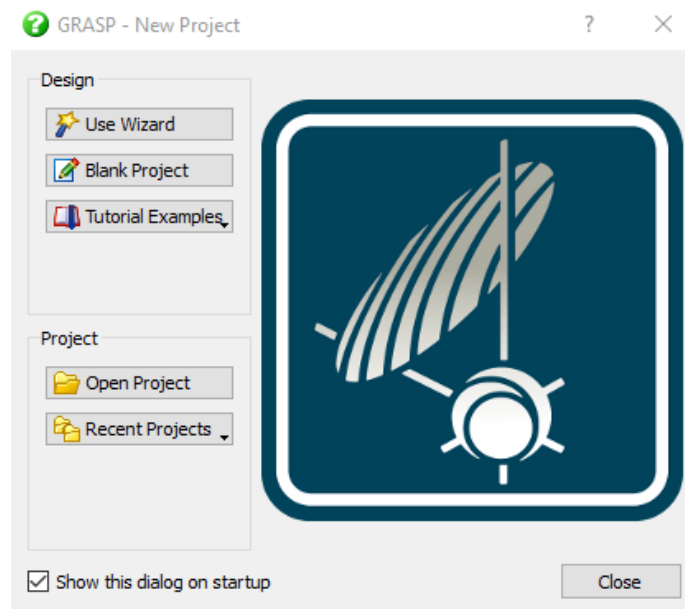 GRASP - New Project
?
Design
Use Wizard
Blank Project
Tutorial Examples
Project
Open Project
Recent Projects
Show this dialog on startup
Close